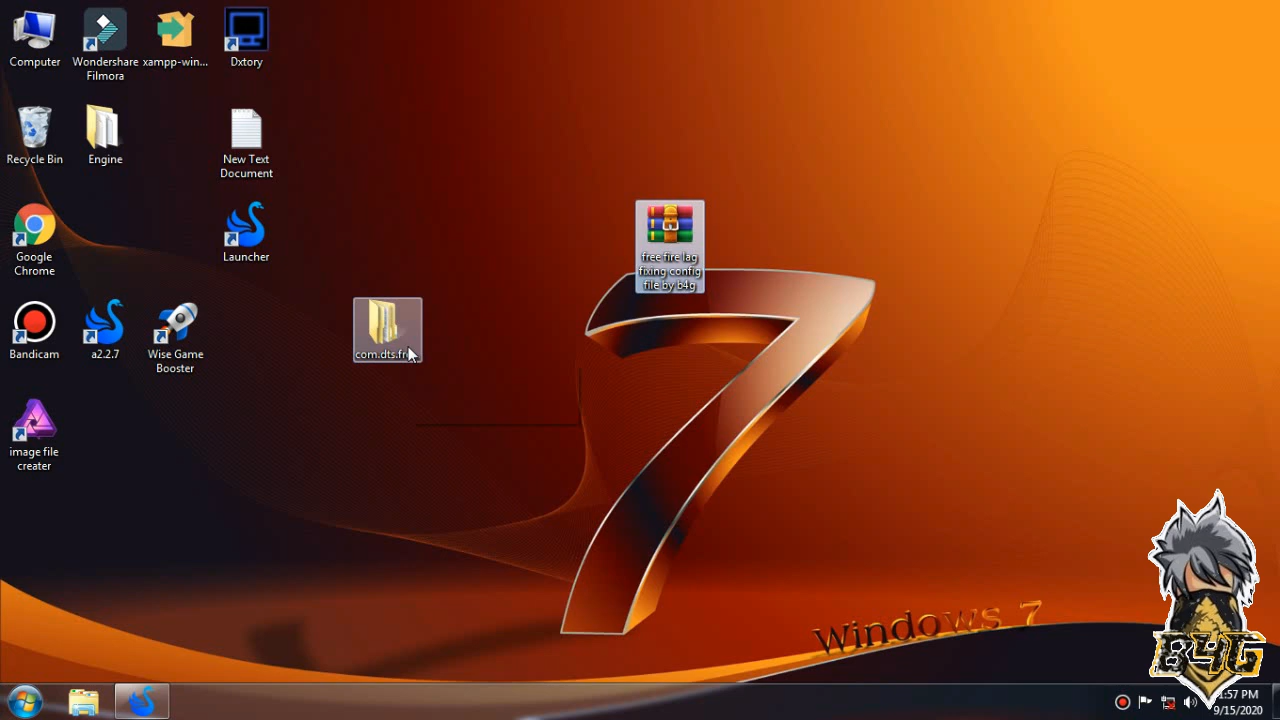 Computer
Wondershare
Filmora
xampp-win...
Dxtory
Recycle Bin
Engine
New Text
Document
Google
Chrome
Launcher
free fire lag
fixing config
file by b4g
Bandicam
a2.2.7
Wise Game
Booster
com.dts.fr
image file
creater
7
Windows 7
B4G
:57 PM
9/15/2020